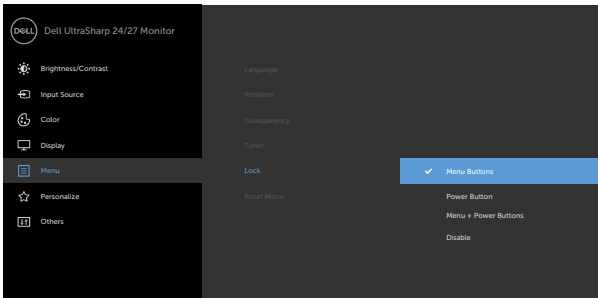 DELL
Dell UltraSharp 24/27 Monitor
Brightness/Contrast
Input Source
Color
Display
Menu
Personalize
Others
Language
Rotation
Transparency
Timer
Lock
Reset Menu
Menu Buttons
Power Button
Menu + Power Buttons
Disable